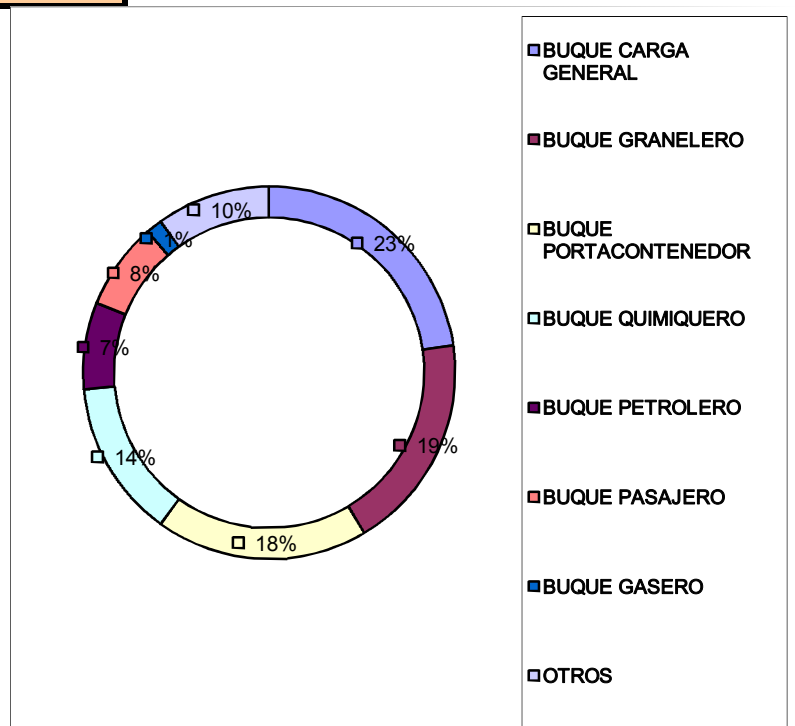 BUQUE CARGA
GENERAL
BUQUE GRANELERO
BUQUE
PORTACONTENEDOR
BUQUE QUIMIQUERO
BUQUE PETROLERO
BUQUE PASAJERO
BUQUE GASERO
OTROS
10%
23%
1%
8%
7%
19%
14%
18%